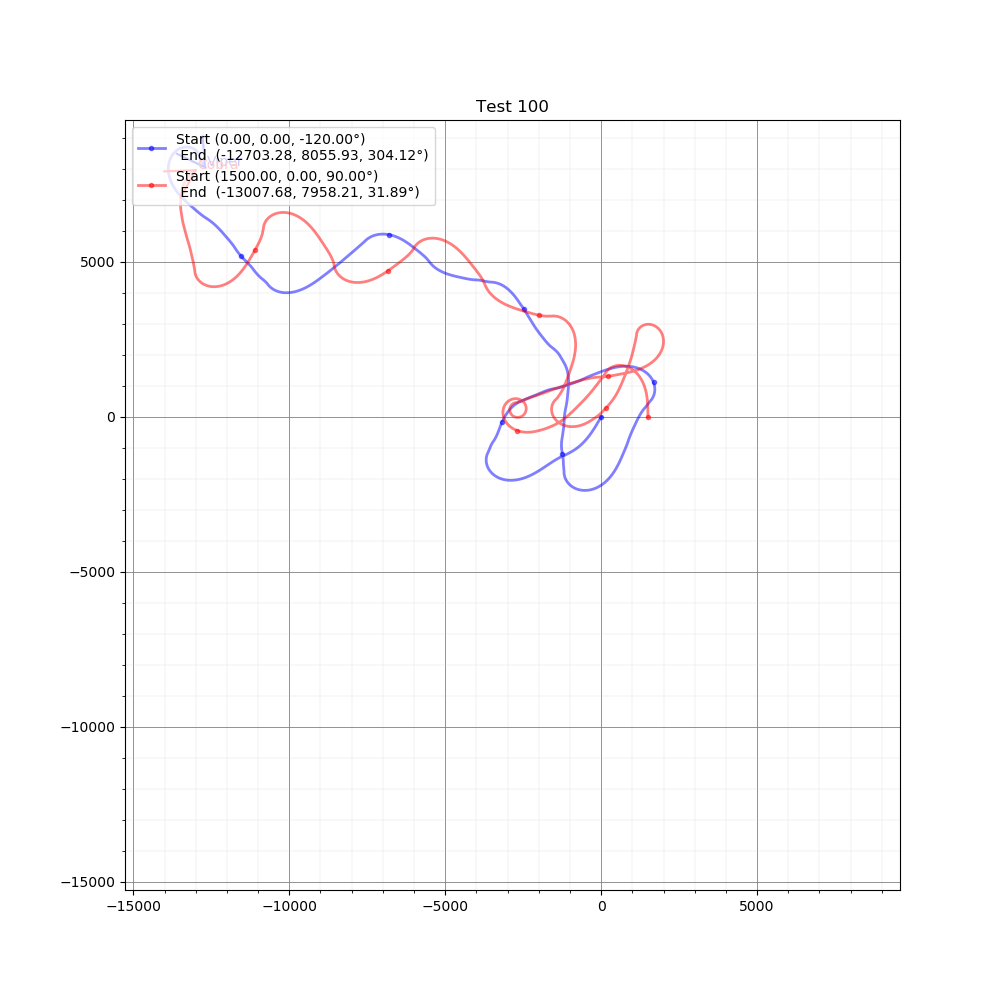 Test 100
Start (0.00, 0.00, -120.00°)
End (-12703.28, 8055.93, 304.12°)
Start (1500.00, 0.00, 90.00°)
End (-13007.68, 7958.21, 31.89°)
5000
0
−5000
−10000
−15000
−15000 −10000 −5000 0 5000